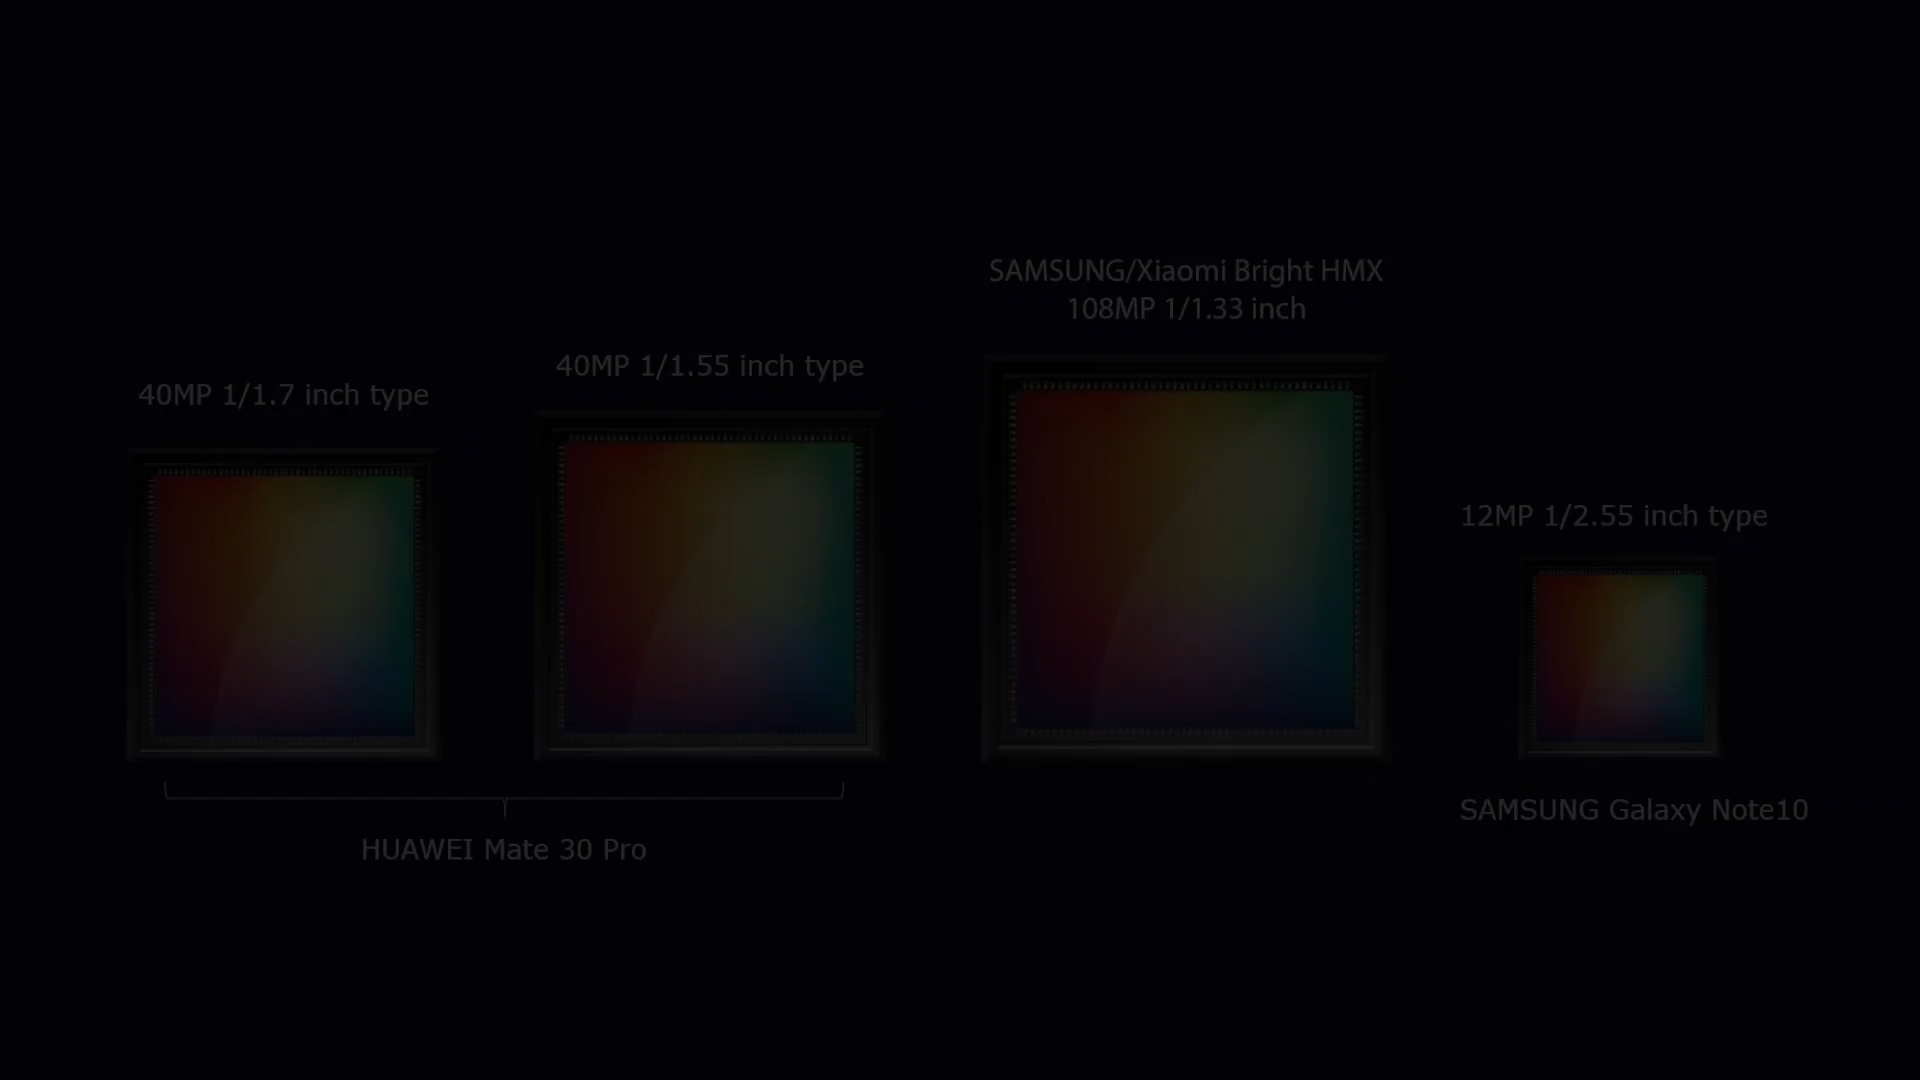 SAMSUNG/Xiaomi Bright HMX
108MP 1/1.33 inch
40MP 1/1.7 inch type
40MP 1/1.55 inch type
12MP 1/2.55 inch type
HUAWEI Mate 30 Pro
SAMSUNG Galaxy Note10